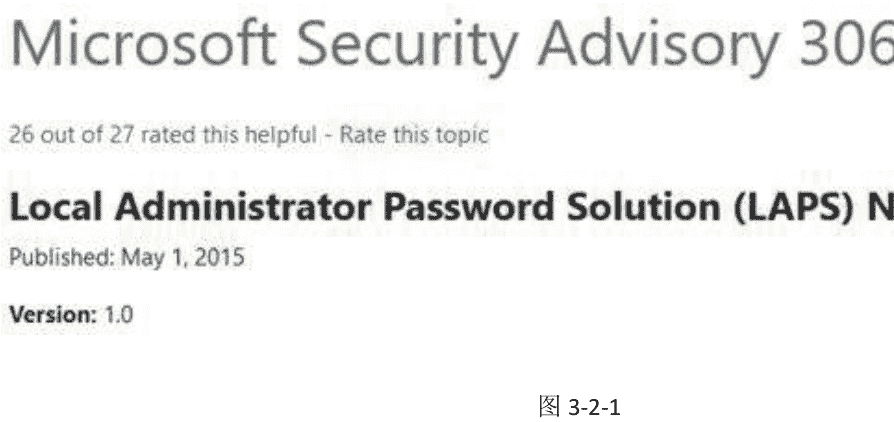 Microsoft Security Advisory 306
26 out of 27 rated this helpful - Rate this topic
Local Administrator Password Solution (LAPS) N
Published: May 1, 2015
Version: 1.0
图 3-2-1